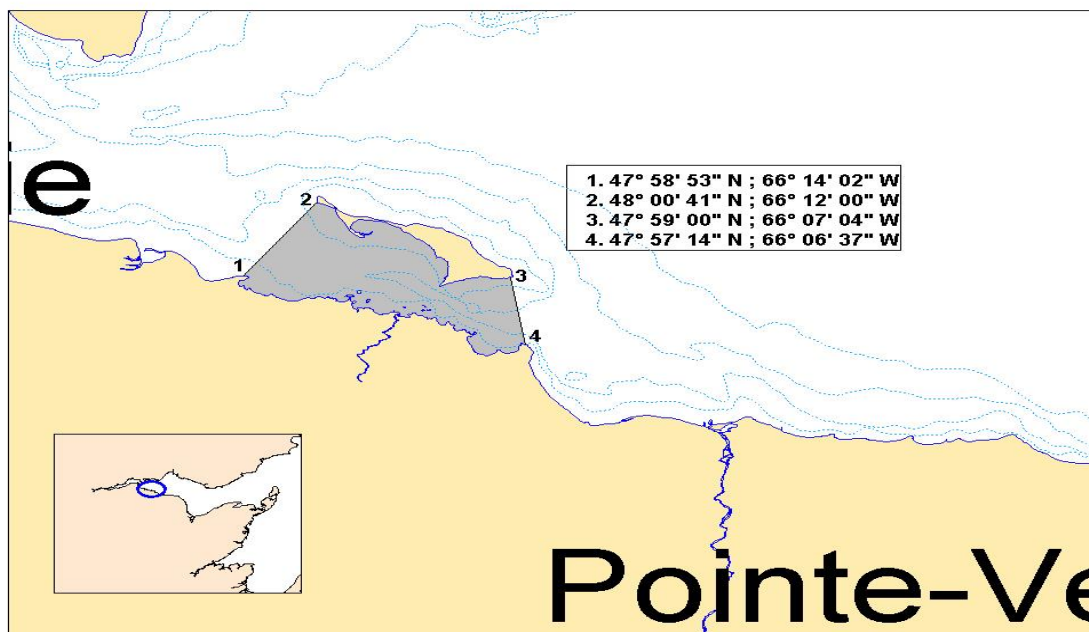 le
1. 47° 58' 53" N ; 66° 14' 02" W
2. 48° 00' 41" N ; 66° 12' 00" W
3. 47° 59' 00" N ; 66° 07' 04" W
4. 47° 57' 14" N ; 66° 06' 37" W
2
1
3
4
Pointe-Ve